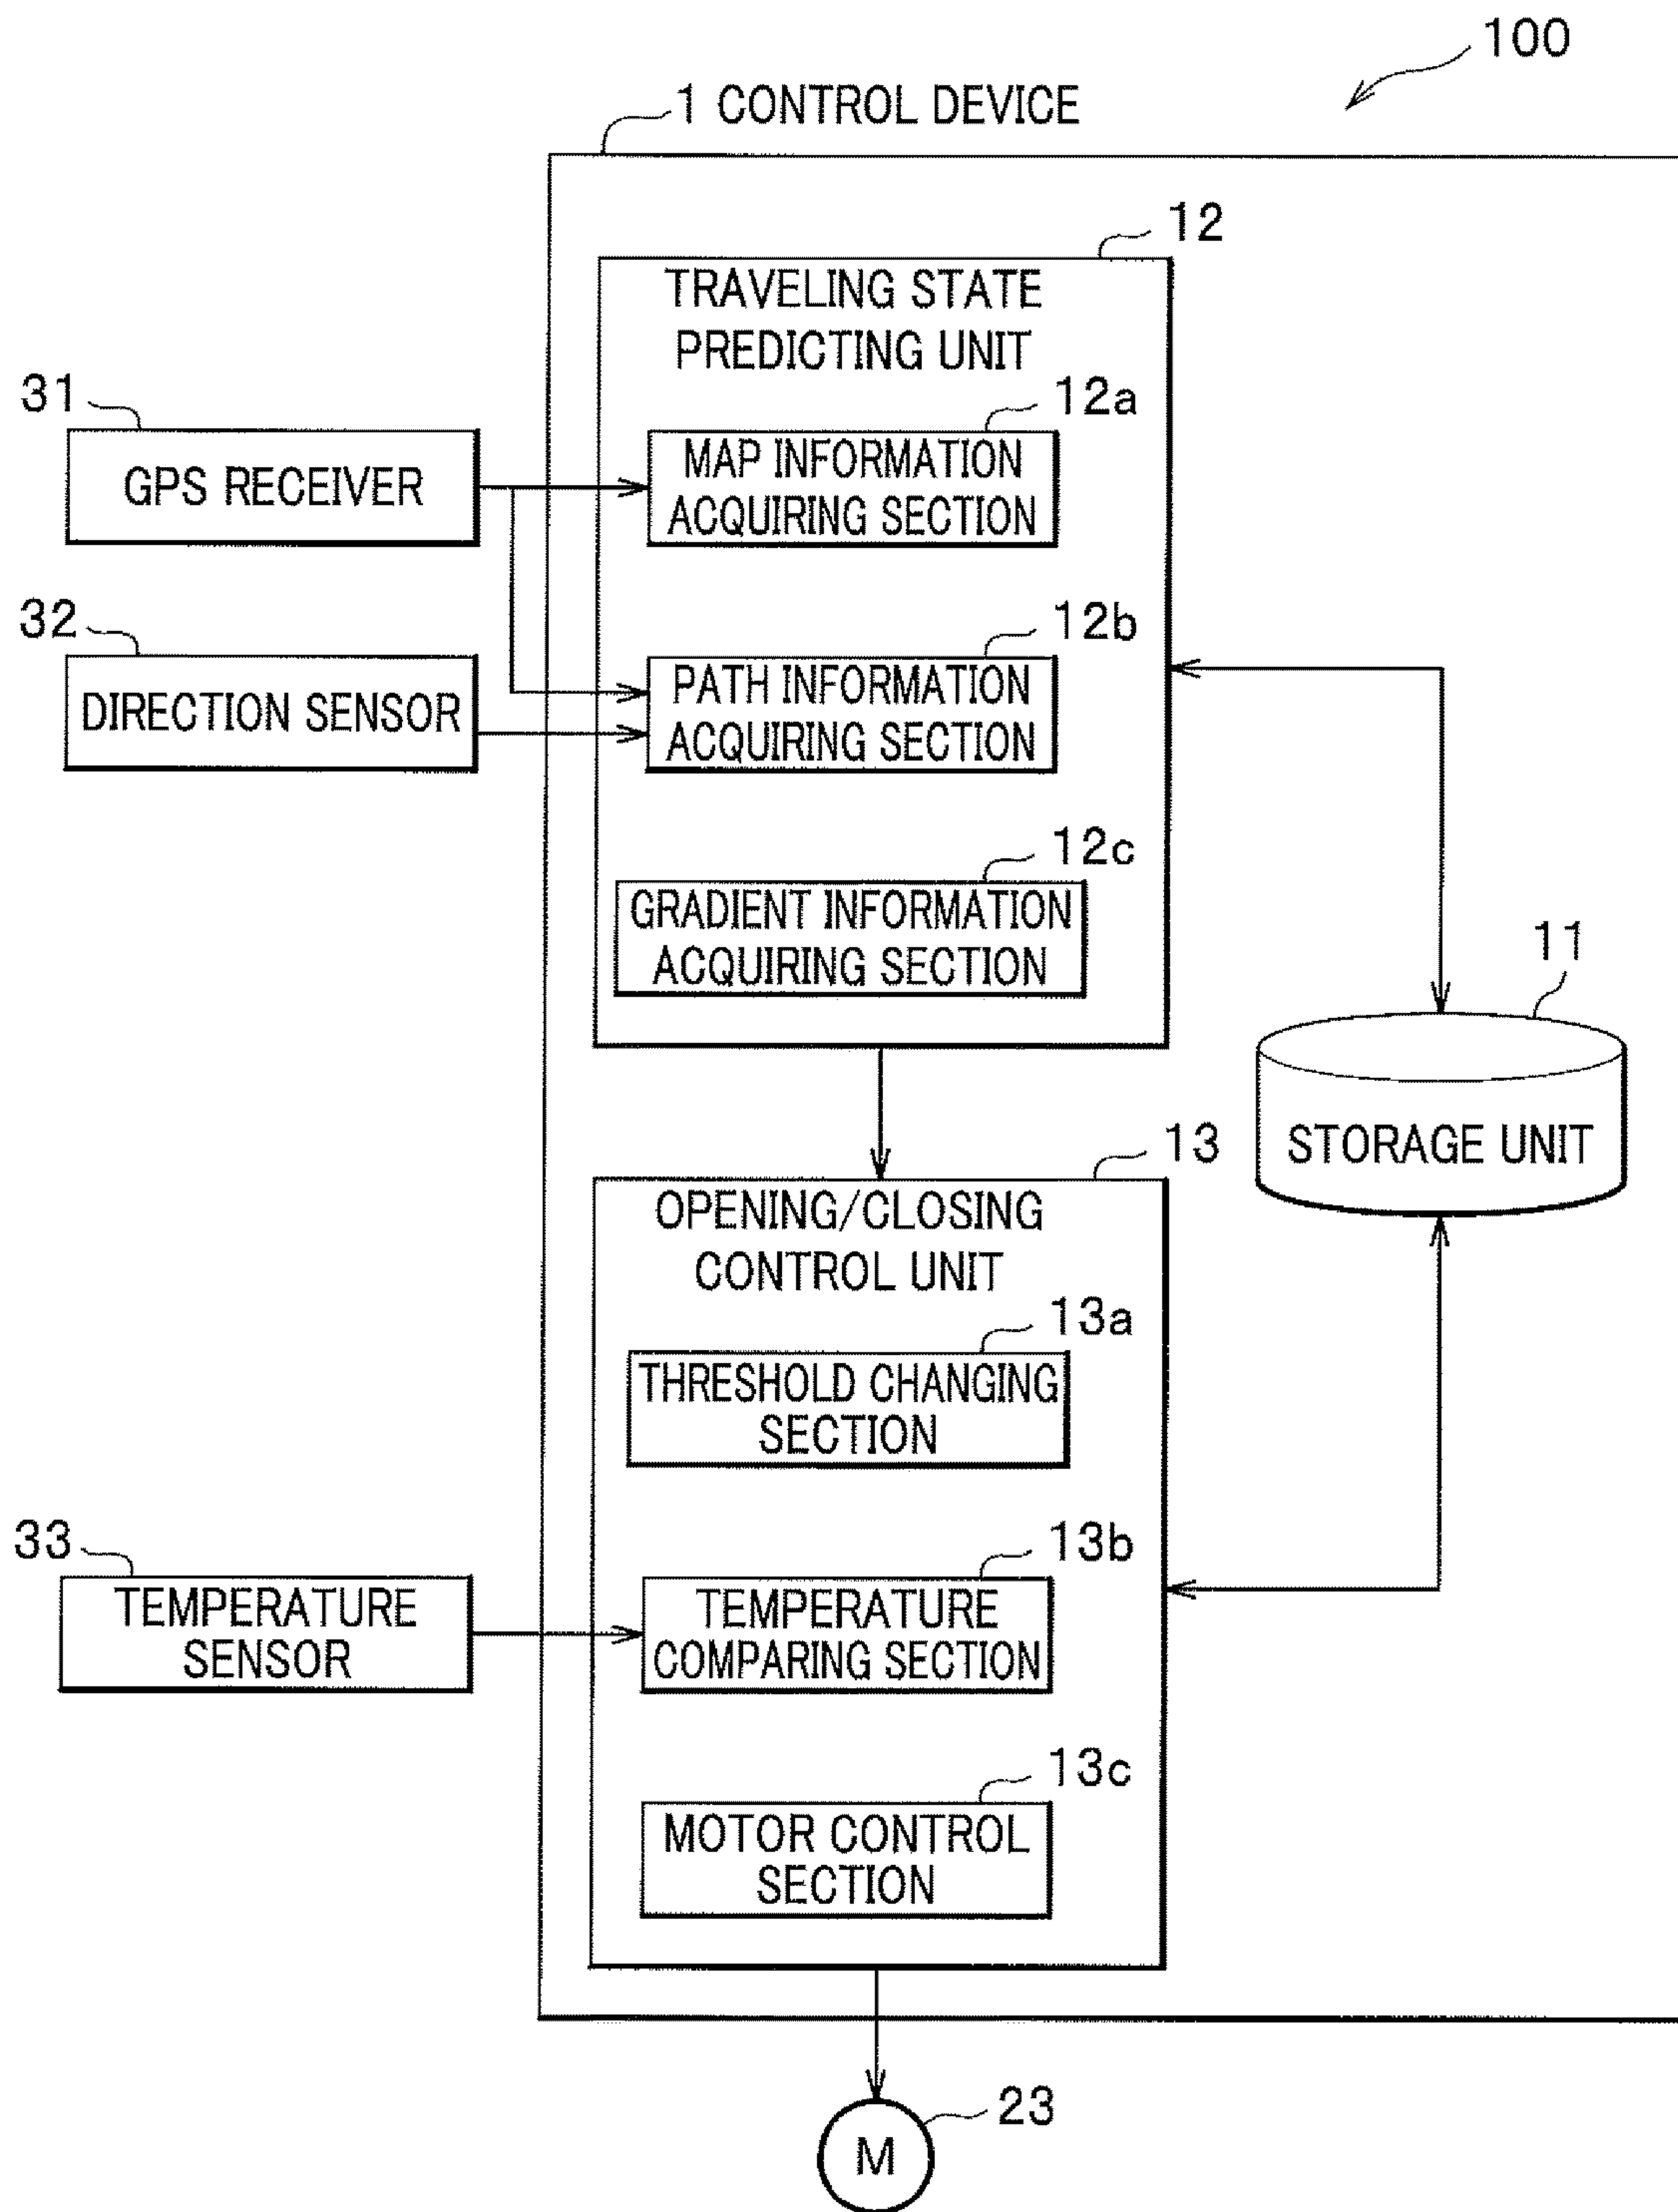 100
1 CONTROL DEVICE
12
TRAVELING STATE
PREDICTING UNIT
31
GPS RECEIVER
12a
MAP INFORMATION
ACQUIRING SECTION
32
DIRECTION SENSOR
12b
PATH INFORMATION
ACQUIRING SECTION
12c
GRADIENT INFORMATION
ACQUIRING SECTION
11
STORAGE UNIT
13
OPENING/CLOSING
CONTROL UNIT
13a
THRESHOLD CHANGING
SECTION
33
TEMPERATURE
SENSOR
13b
TEMPERATURE
COMPARING SECTION
13c
MOTOR CONTROL
SECTION
23
M